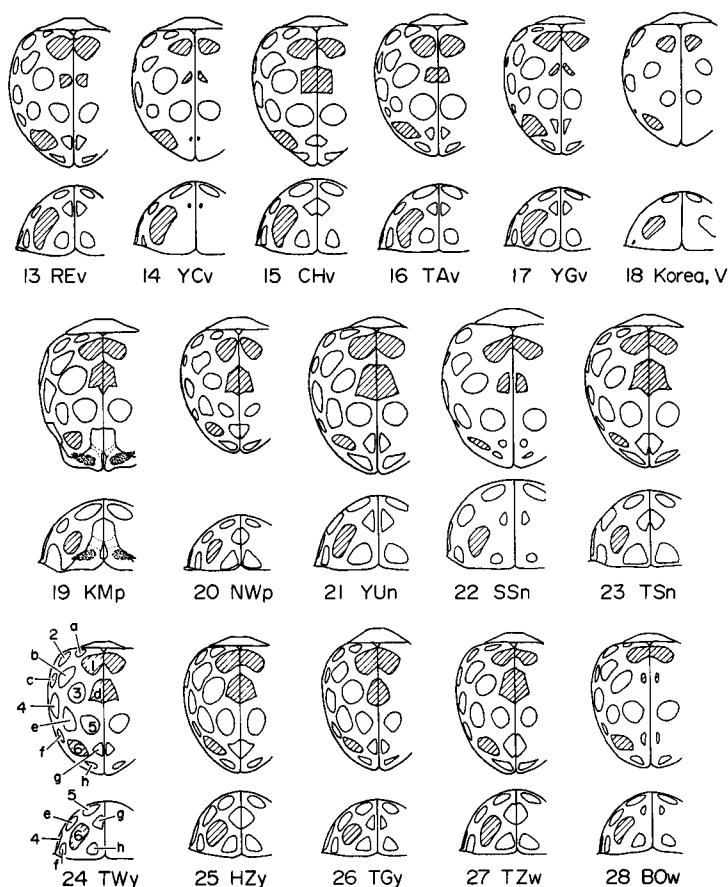 13 REv 14 YCv 15 CHv 16 TAv 17 YGv 18 Korea, V
19 KMp 20 NWp 21 YUn 22 SSn 23 TSn
2 a
b 1
c 3 d
4
e 5
f 6
g h
5
e g
4 6
f h
24 TWy 25 HZy 26 TGy 27 TZw 28 BOw